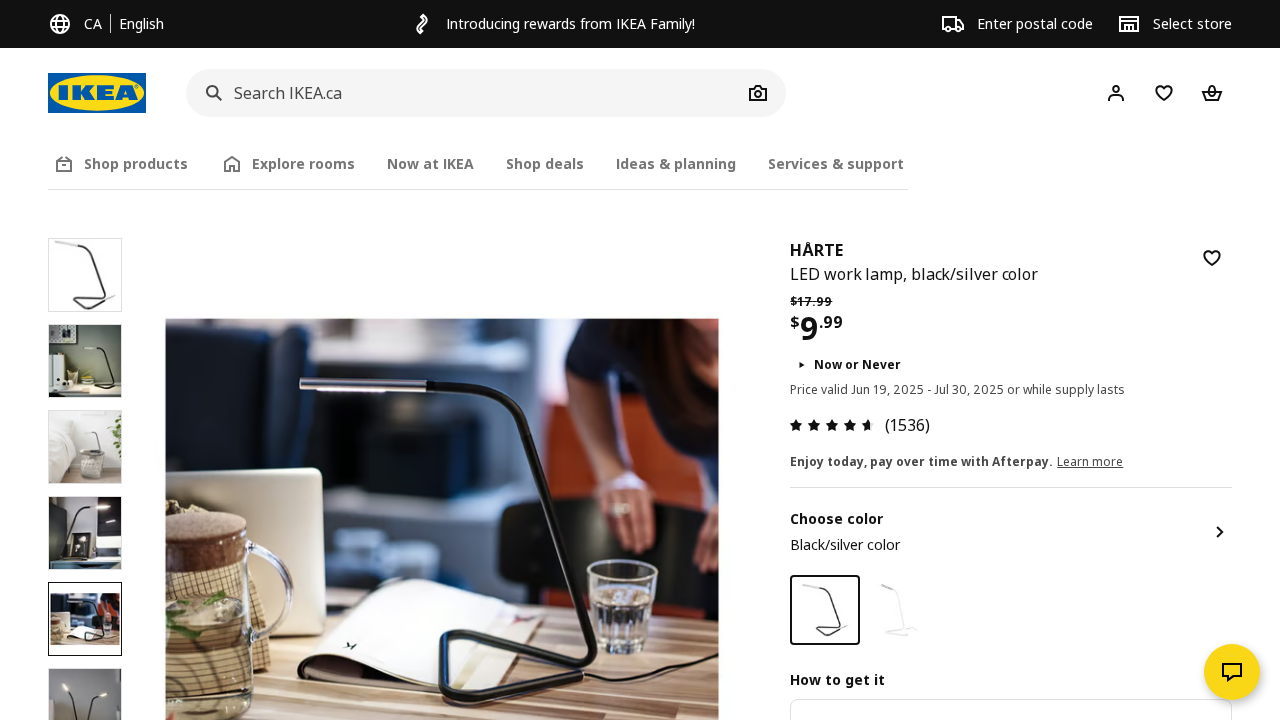 CA English
Introducing rewards from IKEA Family!
Enter postal code
Select store
IKEA
Search IKEA.ca
Shop products
Explore rooms
Now at IKEA
Shop deals
Ideas & planning
Services & support
HÅRTE
LED work lamp, black/silver color
$17.99
$9.99
Now or Never
Price valid Jun 19, 2025 - Jul 30, 2025 or while supply lasts
(1536)
Enjoy today, pay over time with Afterpay. Learn more
Choose color
Black/silver color
How to get it